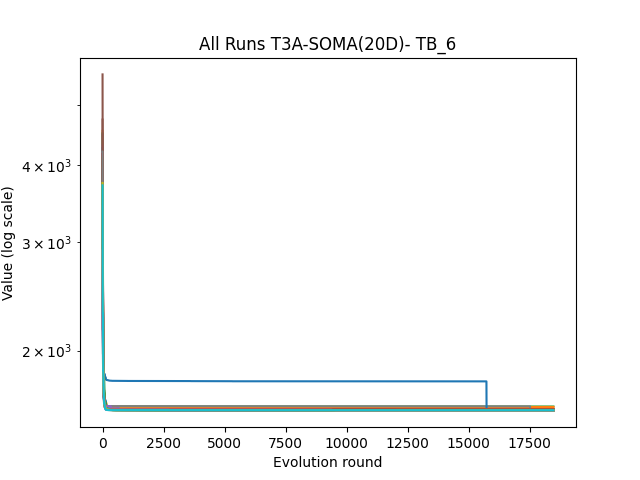 All Runs T3A-SOMA(20D)- TB_6
Value (log scale)
4 × 10³
3 × 10³
2 × 10³
0 2500 5000 7500 10000 12500 15000 17500
Evolution round